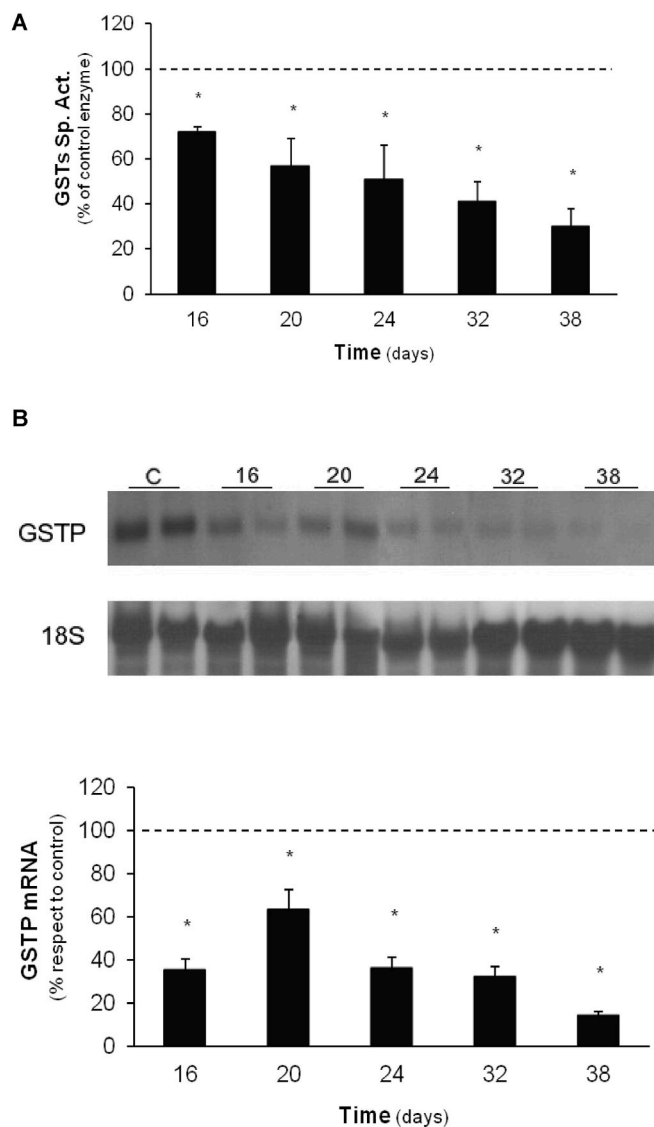 A
GSTs Sp. Act.
(% of control enzyme)
120
100
80
60
40
20
0
* * * * *
16 20 24 32 38
Time (days)
B
C 16 20 24 32 38
GSTP
18S
GSTP mRNA
(% respect to control)
120
100
80
60
40
20
0
* * * * *
16 20 24 32 38
Time (days)